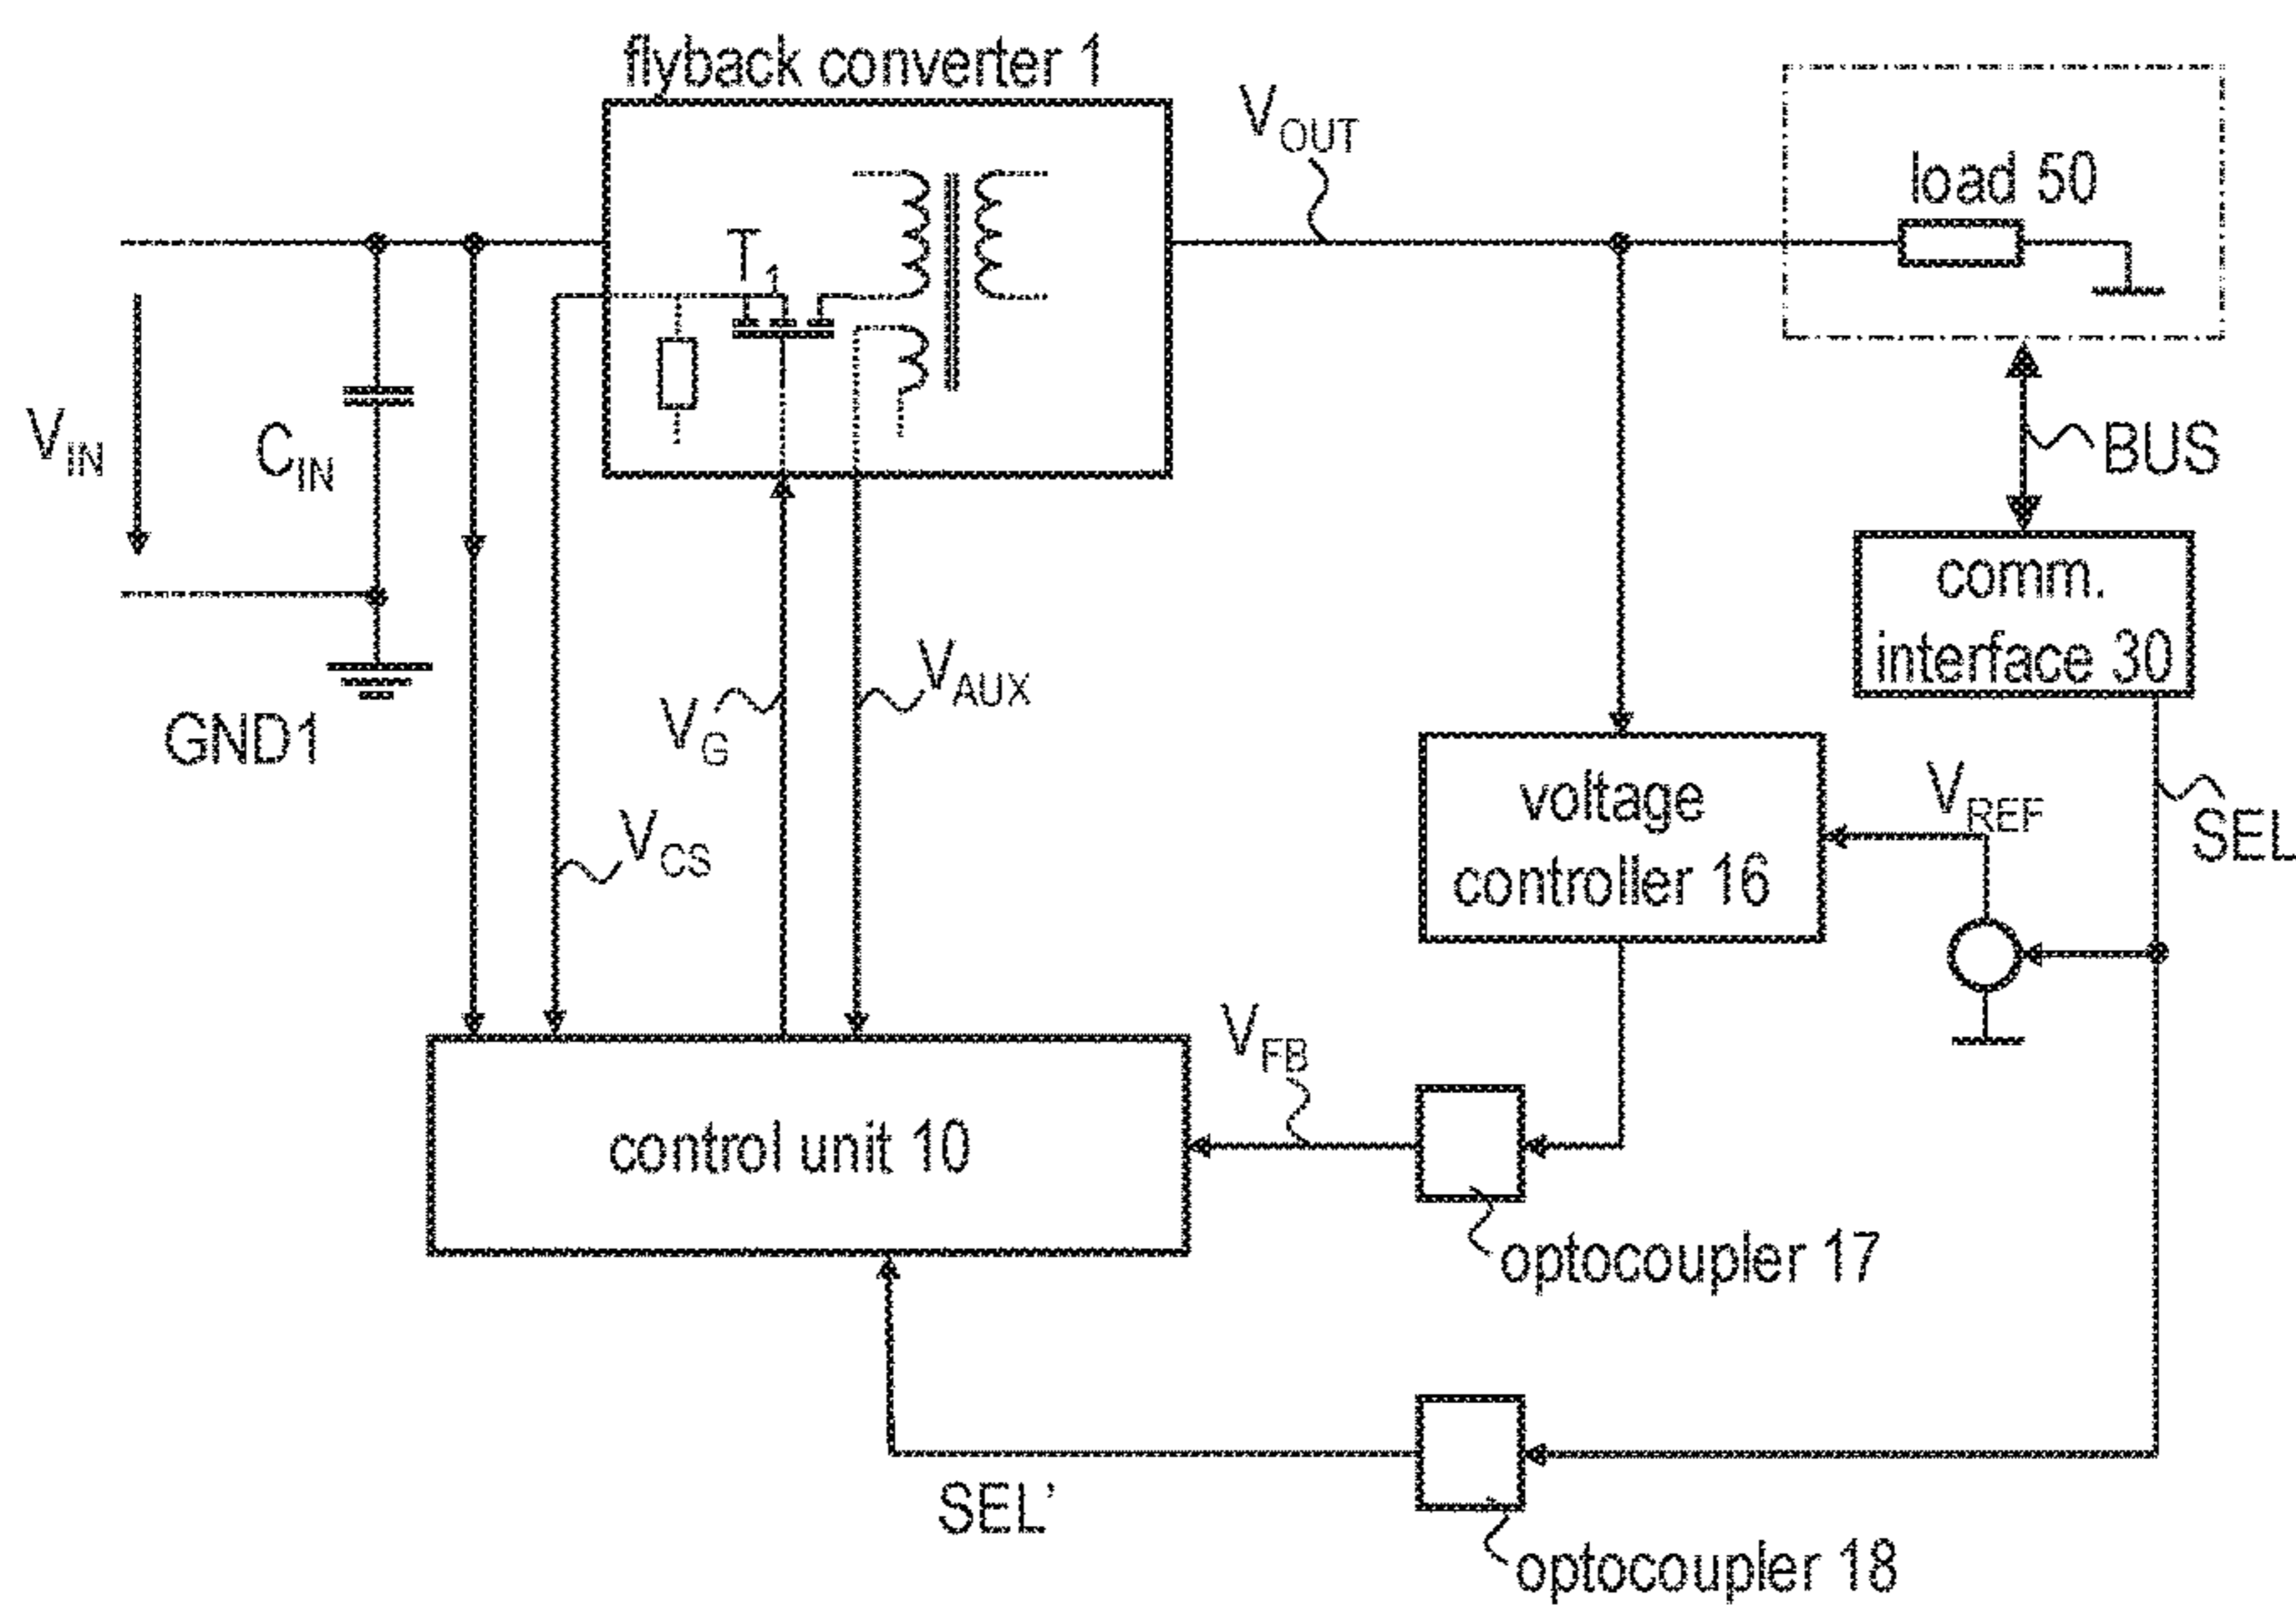 flyback converter 1
VOUT
load 50
T1
VIN
CIN
BUS
comm.
interface 30
GND1
VG
VAUX
VCS
voltage
controller 16
VREF
SEL
VFB
control unit 10
optocoupler 17
SEL'
optocoupler 18